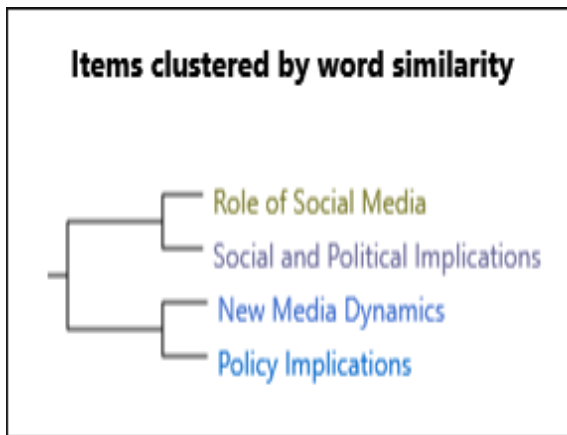 Items clustered by word similarity
Role of Social Media
Social and Political Implications
New Media Dynamics
Policy Implications